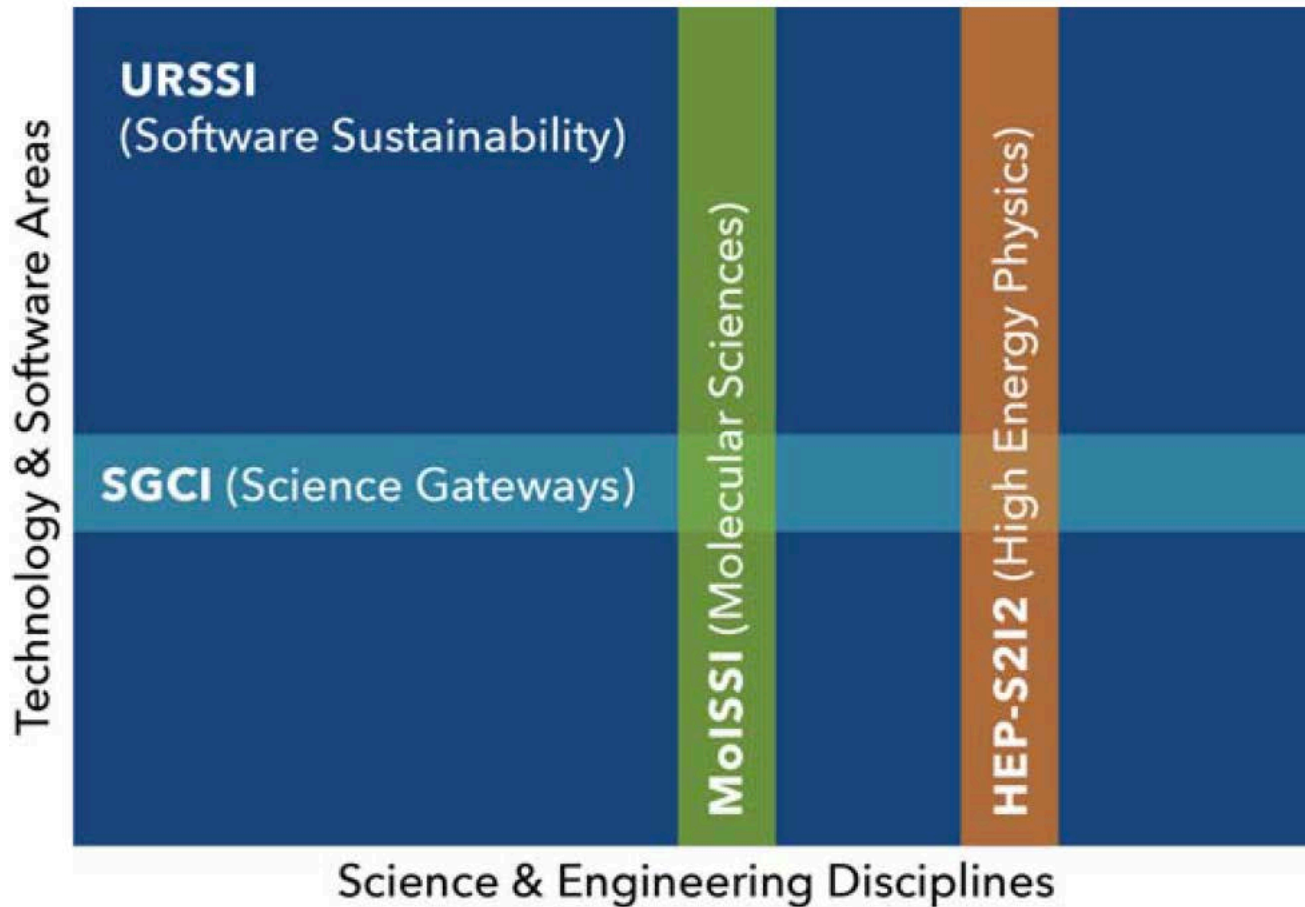 URSSI
(Software Sustainability)
SGCI (Science Gateways)
MolSSI (Molecular Sciences)
HEP-S2I2 (High Energy Physics)
Technology & Software Areas
Science & Engineering Disciplines